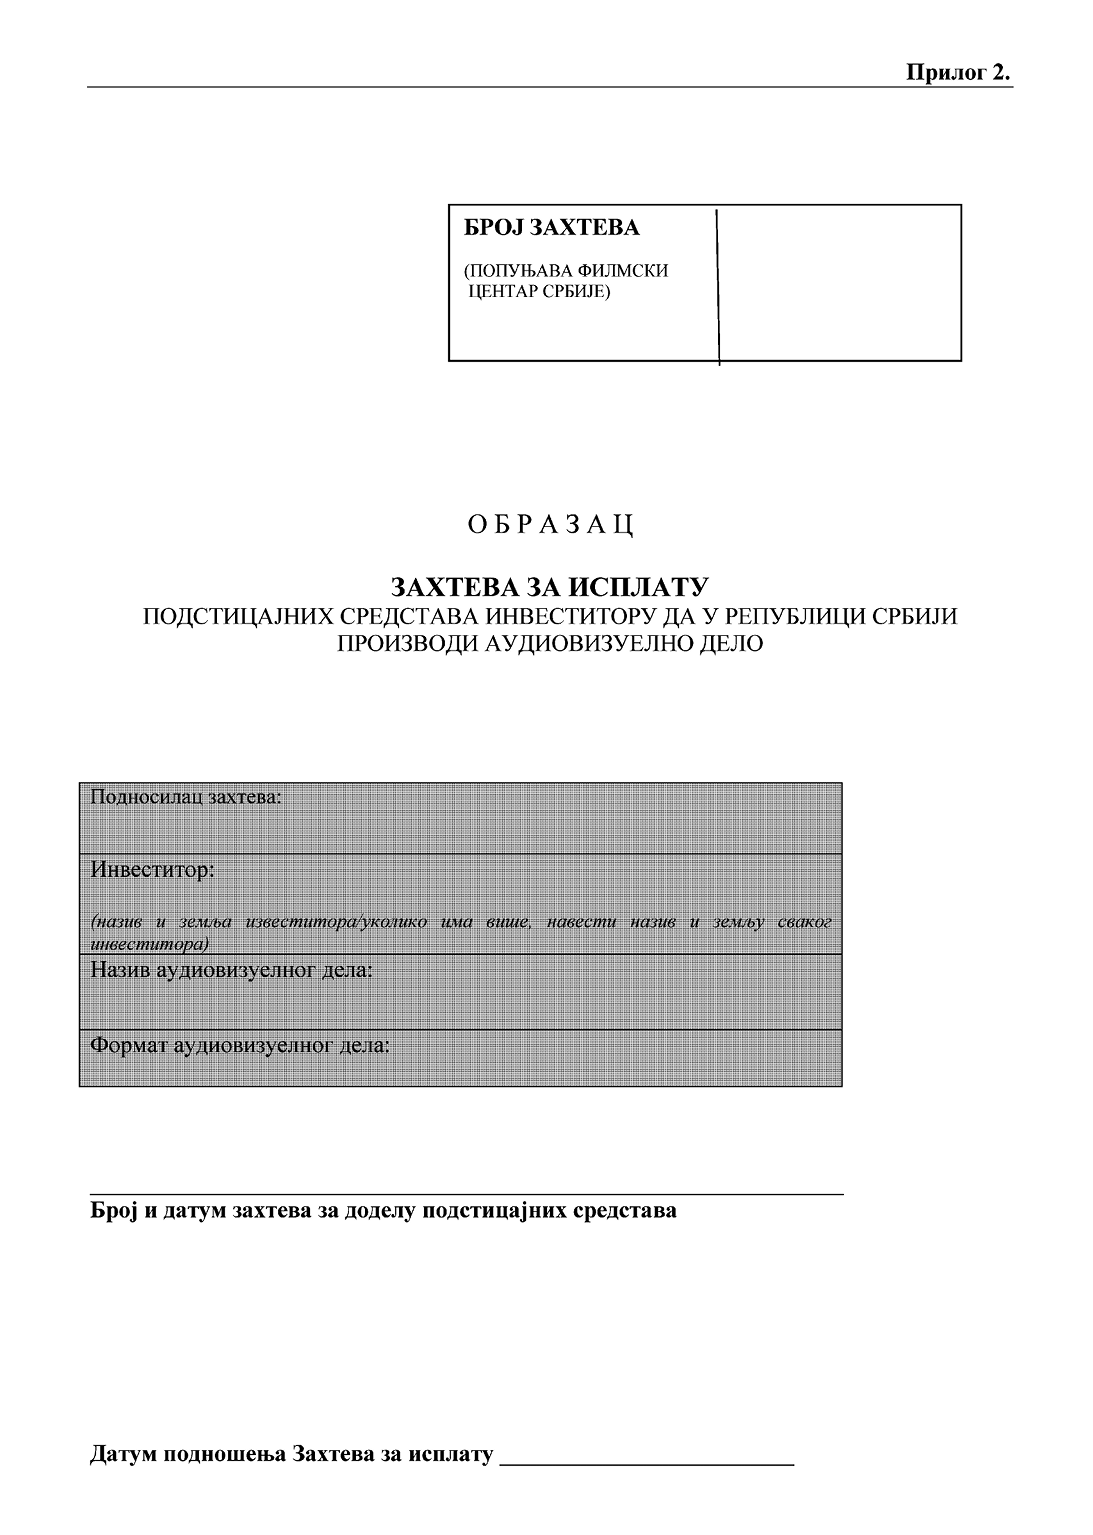 Прилог 2.
БРОЈ ЗАХТЕВА
(ПОПУЊАВА ФИЛМСКИ
ЦЕНТАР СРБИЈЕ)
О Б Р А З А Ц
ЗАХТЕВА ЗА ИСПЛАТУ
ПОДСТИЦАЈНИХ СРЕДСТАВА ИНВЕСТИТОРУ ДА У РЕПУБЛИЦИ СРБИЈИ
ПРОИЗВОДИ АУДИОВИЗУЕЛНО ДЕЛО
Подносилац захтева:
Инвеститор:
(назив и земља известитора/уколико има више, навести назив и земљу сваког
инвеститора)
Назив аудиовизуелног дела:
Формат аудиовизуелног дела:
Број и датум захтева за доделу подстицајних средстава
Датум подношења Захтева за исплату